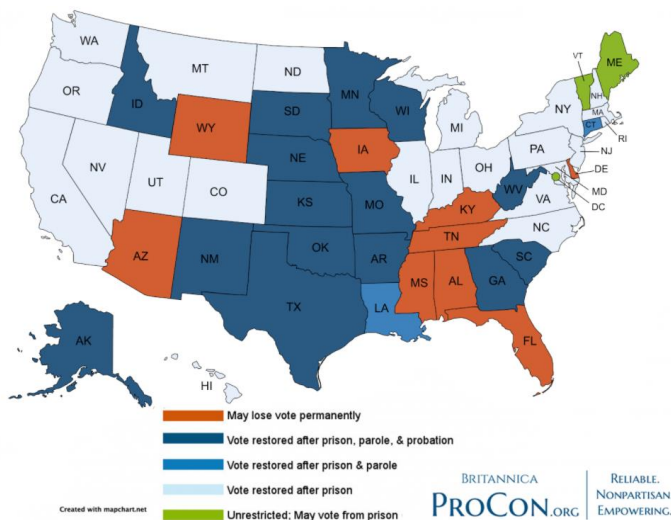 WA
MT
ND
VT
ME
OR
ID
MN
WI
NH
NY
MA
SD
MI
CT
RI
WY
IA
PA
NJ
NE
NV
UT
CO
IL
IN
OH
DE
WV
MD
VA
DC
CA
KS
MO
KY
NC
TN
AZ
NM
OK
AR
SC
MS
AL
GA
TX
LA
FL
AK
HI
May lose vote permanently
Vote restored after prison, parole, & probation
Vote restored after prison & parole
Vote restored after prison
Unrestricted; May vote from prison
Created with mapchart.net
BRITANNICA
PROCON.ORG
RELIABLE.
NONPARTISAN.
EMPOWERING.